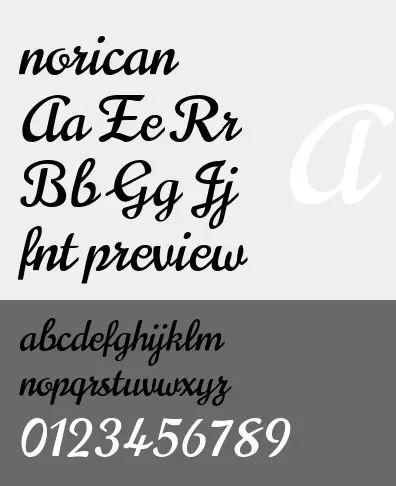 norican
Aa Ee Rr
a
Bb Gg Jj
fnt preview
abcdefghijklm
nopqrstuvwxyz
0123456789